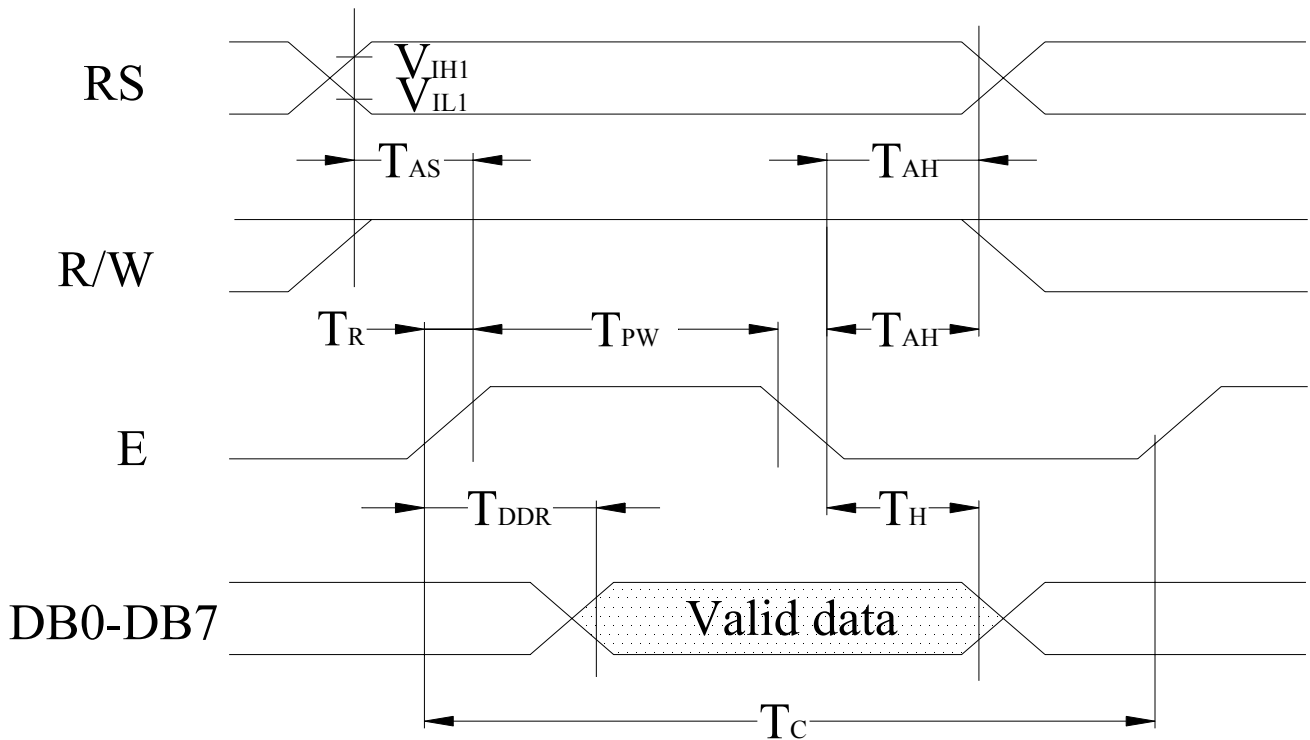 RS
VIH1
VIL1
TAS
TAH
R/W
TR
TPW
TAH
E
TDDR
TH
DB0-DB7
Valid data
TC